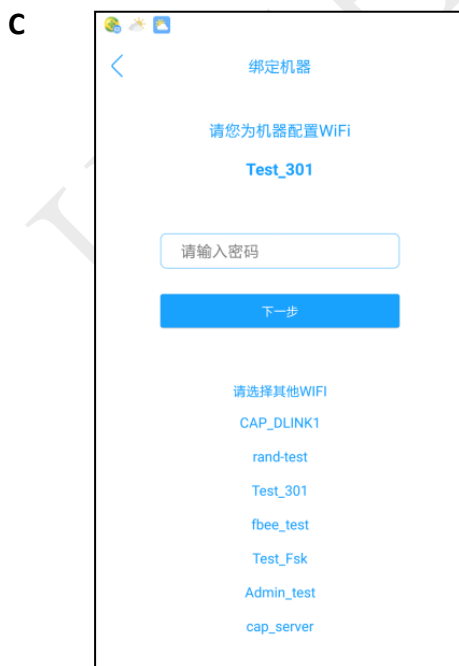 C
绑定机器
请您为机器配置WiFi
Test_301
请输入密码
下一步
请选择其他WIFI
CAP_DLINK1
rand-test
Test_301
fbee_test
Test_Fsk
Admin_test
cap_server